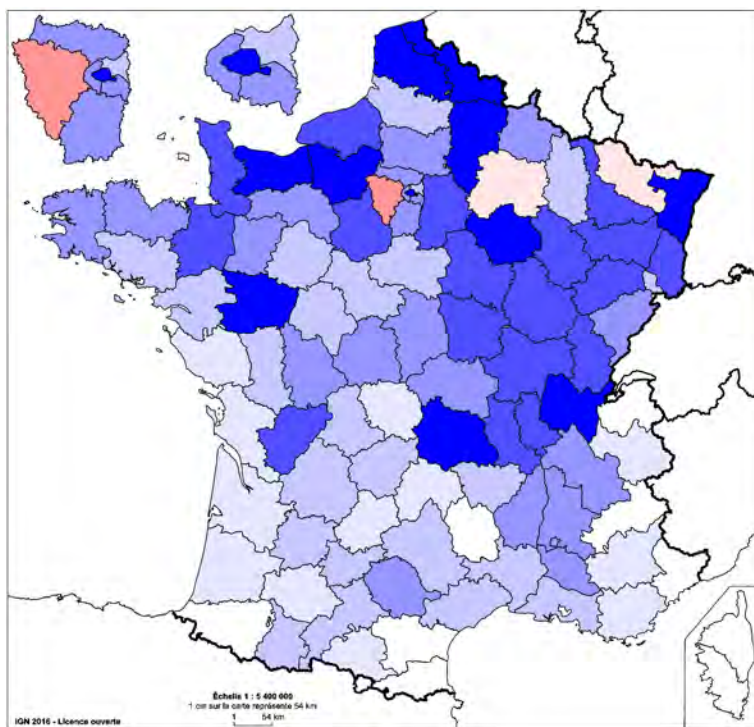 Échelle 1 : 5 400 000
1 cm sur la carte représente 54 km
1 54 km
IGN 2016 - Licence ouverte